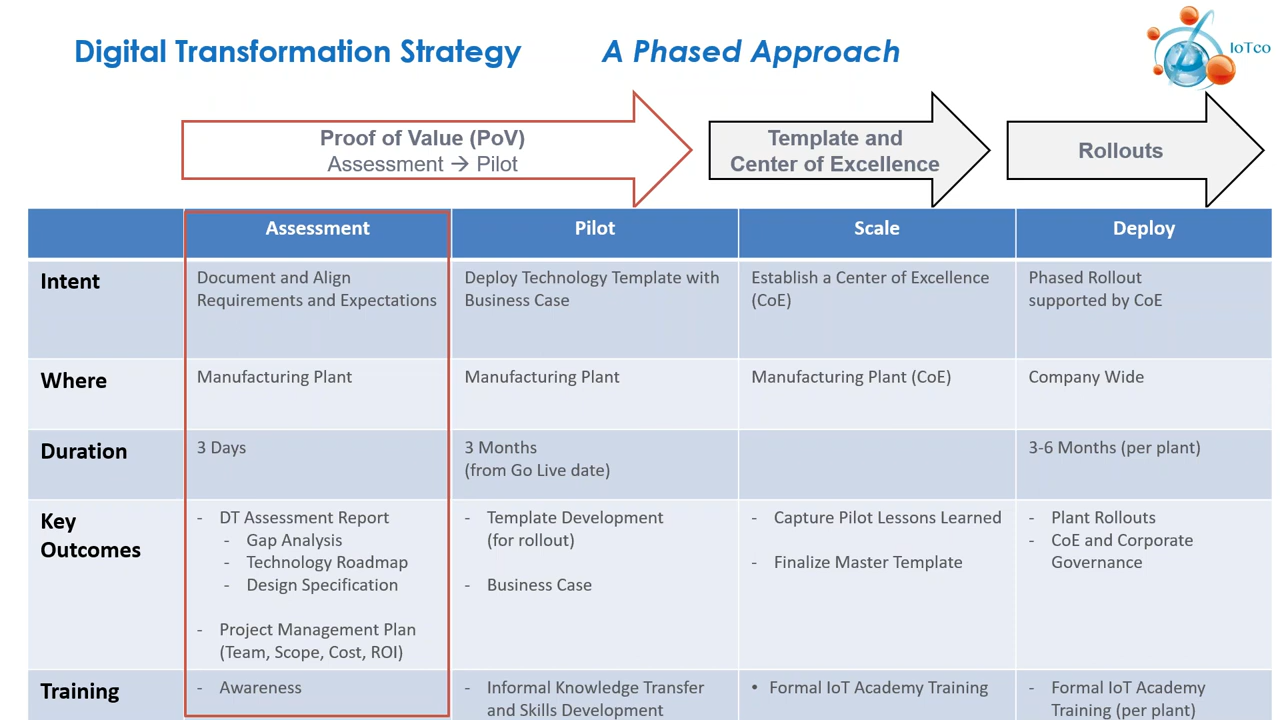 Digital Transformation Strategy A Phased Approach
IoTco
Proof of Value (PoV)
Assessment → Pilot
Template and
Center of Excellence
Rollouts
Assessment Pilot Scale Deploy
Intent
Document and Align
Requirements and Expectations
Deploy Technology Template with
Business Case
Establish a Center of Excellence
(CoE)
Phased Rollout
supported by CoE
Where
Manufacturing Plant
Manufacturing Plant
Manufacturing Plant (CoE)
Company Wide
Duration
3 Days
3 Months
(from Go Live date)
3-6 Months (per plant)
Key
Outcomes
- DT Assessment Report
- Gap Analysis
- Technology Roadmap
- Design Specification
- Project Management Plan
(Team, Scope, Cost, ROI)
- Template Development
(for rollout)
- Business Case
- Capture Pilot Lessons Learned
- Finalize Master Template
- Plant Rollouts
- CoE and Corporate
Governance
Training
- Awareness
- Informal Knowledge Transfer
and Skills Development
• Formal IoT Academy Training
- Formal IoT Academy
Training (per plant)